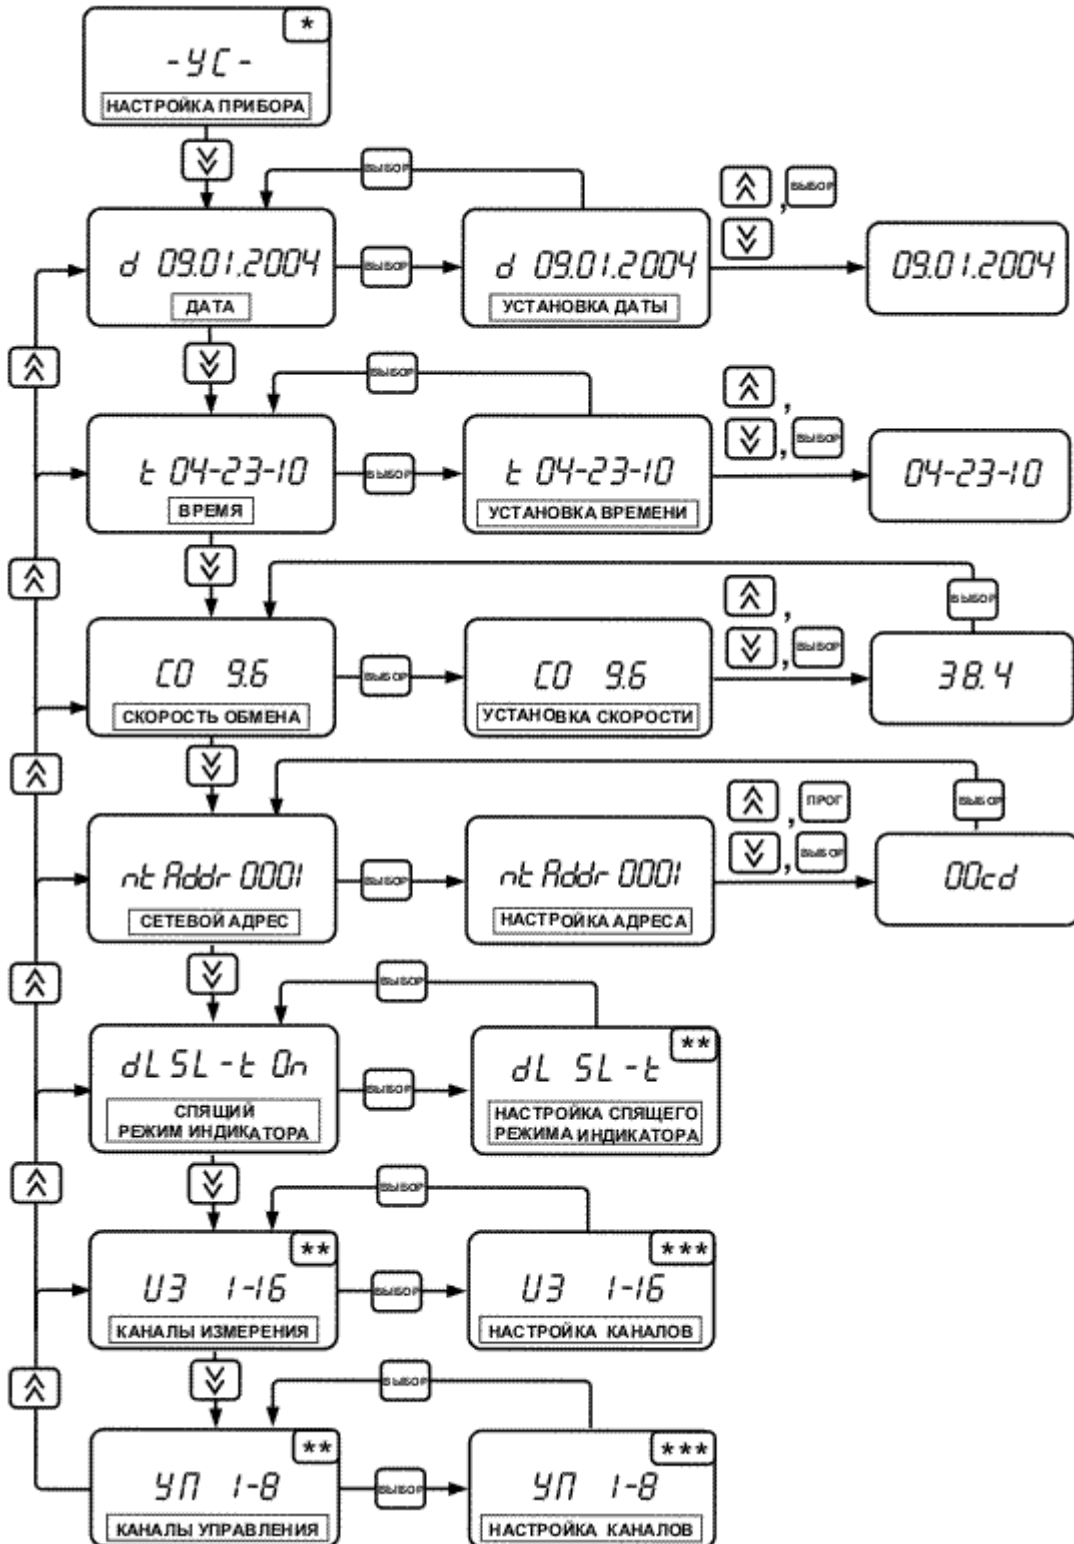 *
-УС-
НАСТРОЙКА ПРИБОРА
ВЫБОР
ВЫБОР
d 09.01.2004
ДАТА
ВЫБОР
d 09.01.2004
УСТАНОВКА ДАТЫ
,
09.01.2004
ВЫБОР
,
t 04-23-10
ВРЕМЯ
ВЫБОР
t 04-23-10
УСТАНОВКА ВРЕМЕНИ
, ВЫБОР
04-23-10
,
ВЫБОР
CO 9.6
СКОРОСТЬ ОБМЕНА
ВЫБОР
CO 9.6
УСТАНОВКА СКОРОСТИ
, ВЫБОР
38.4
, ПРОГ
ВЫБОР
nt Addr 0001
СЕТЕВОЙ АДРЕС
ВЫБОР
nt Addr 0001
НАСТРОЙКА АДРЕСА
, ВЫБОР
00cd
ВЫБОР
dL SL-t On
СПЯЩИЙ
РЕЖИМ ИНДИКАТОРА
ВЫБОР
**
dL SL-t
НАСТРОЙКА СПЯЩЕГО
РЕЖИМА ИНДИКАТОРА
ВЫБОР
**
ИЗ 1-16
КАНАЛЫ ИЗМЕРЕНИЯ
ВЫБОР
***
ИЗ 1-16
НАСТРОЙКА КАНАЛОВ
ВЫБОР
**
УП 1-8
КАНАЛЫ УПРАВЛЕНИЯ
ВЫБОР
***
УП 1-8
НАСТРОЙКА КАНАЛОВ